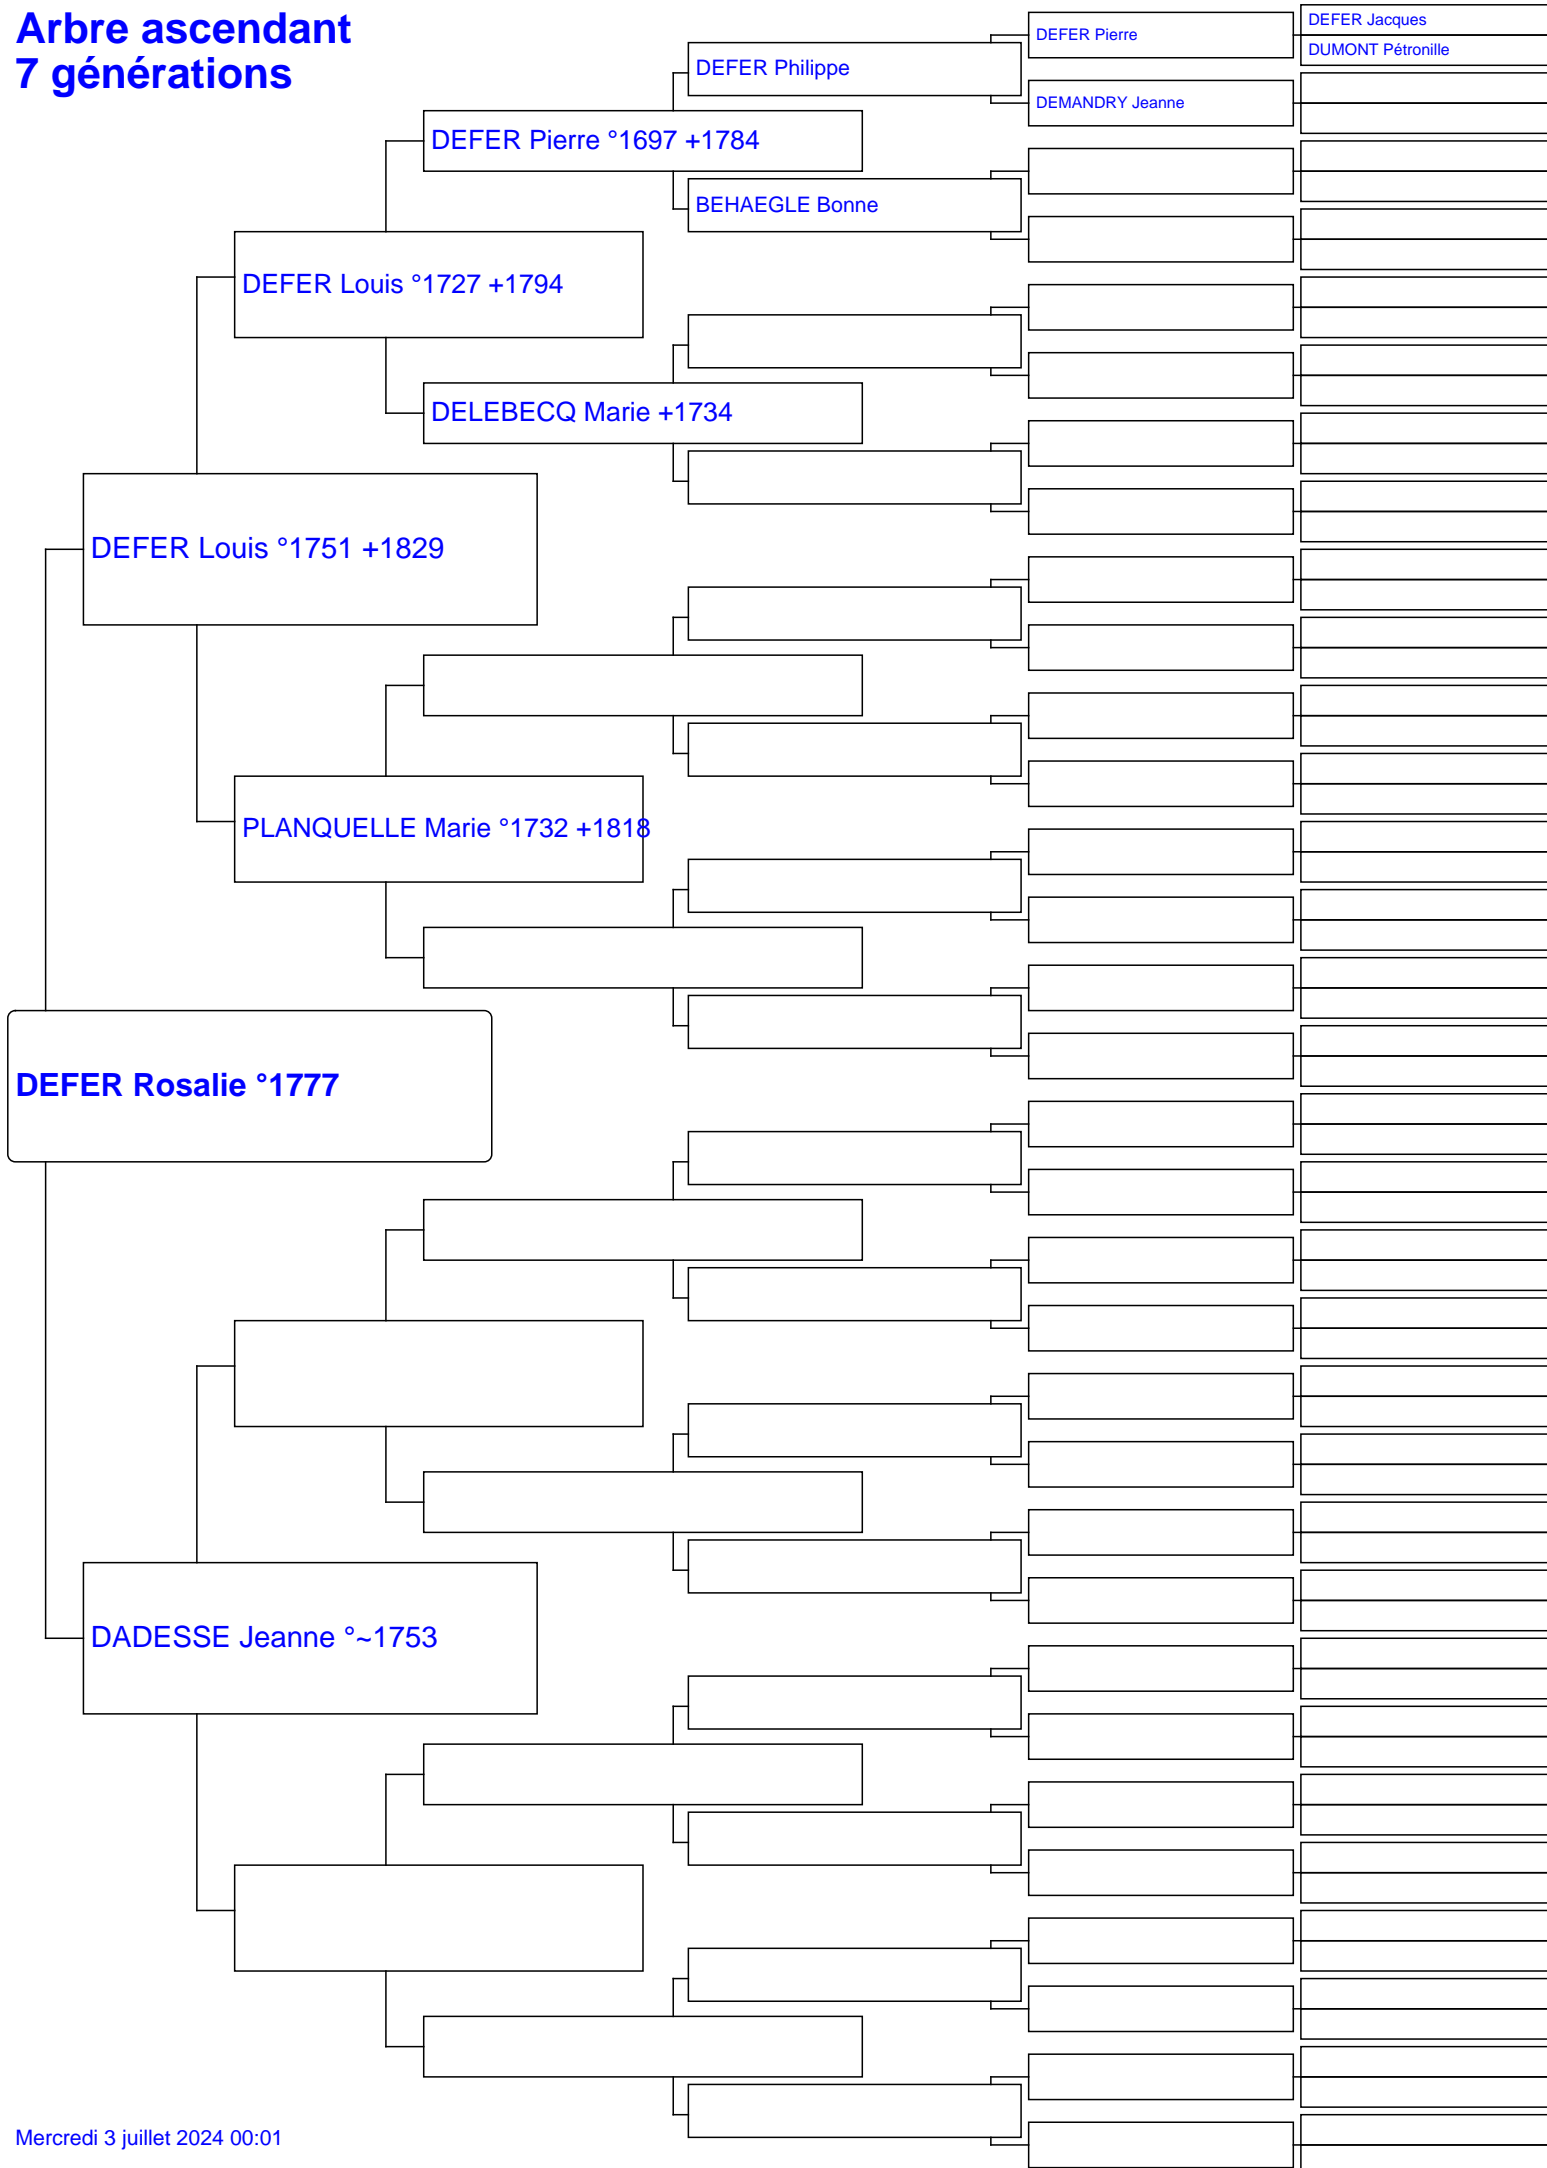 Arbre ascendant
7 générations
DEFER Jacques
DEFER Pierre
DUMONT Pétronille
DEFER Philippe
DEMANDRY Jeanne
DEFER Pierre °1697 +1784
BEHAEGLE Bonne
DEFER Louis °1727 +1794
DELEBECQ Marie +1734
DEFER Louis °1751 +1829
PLANQUELLE Marie °1732 +1818
DEFER Rosalie °1777
DADESSE Jeanne °~1753
Mercredi 3 juillet 2024 00:01